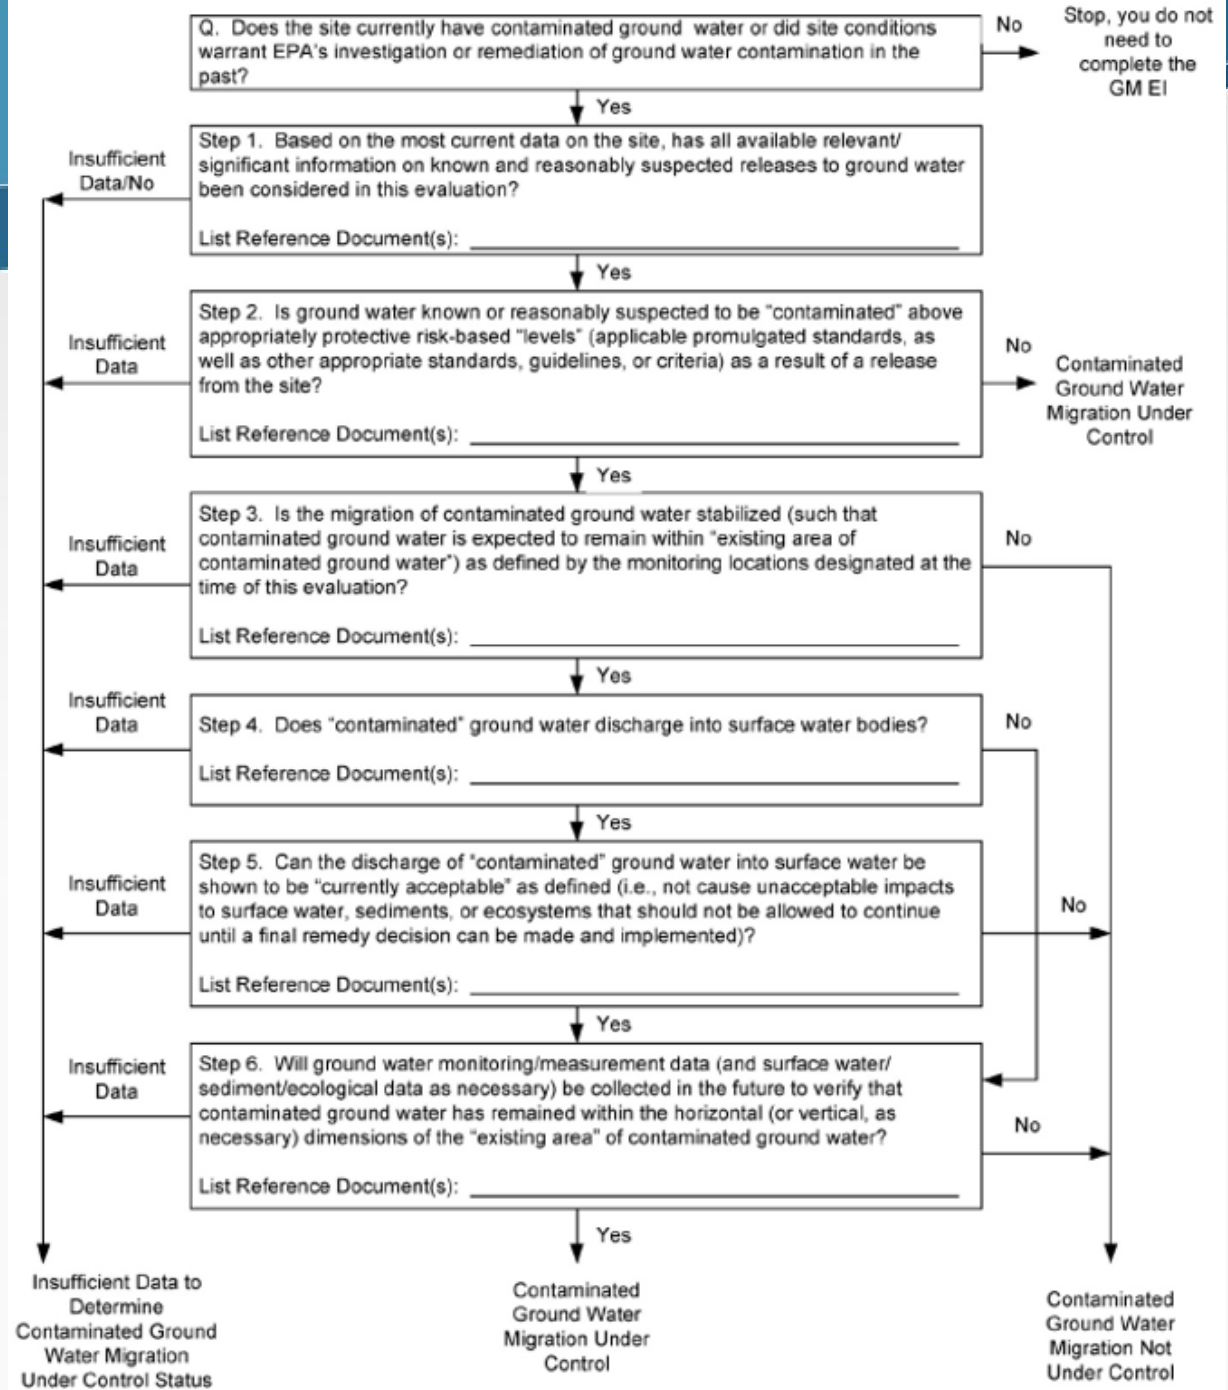 Q. Does the site currently have contaminated ground water or did site conditions
warrant EPA's investigation or remediation of ground water contamination in the
past?
No
Stop, you do not
need to
complete the
GM EI
Yes
Insufficient
Data/No
Step 1. Based on the most current data on the site, has all available relevant/
significant information on known and reasonably suspected releases to ground water
been considered in this evaluation?
List Reference Document(s):
Yes
Insufficient
Data
Step 2. Is ground water known or reasonably suspected to be "contaminated" above
appropriately protective risk-based "levels" (applicable promulgated standards, as
well as other appropriate standards, guidelines, or criteria) as a result of a release
from the site?
List Reference Document(s):
No
Contaminated
Ground Water
Migration Under
Control
Yes
Insufficient
Data
Step 3. Is the migration of contaminated ground water stabilized (such that
contaminated ground water is expected to remain within "existing area of
contaminated ground water") as defined by the monitoring locations designated at the
time of this evaluation?
List Reference Document(s):
No
Yes
Insufficient
Data
Step 4. Does "contaminated" ground water discharge into surface water bodies?
List Reference Document(s):
No
Yes
Insufficient
Data
Step 5. Can the discharge of "contaminated" ground water into surface water be
shown to be "currently acceptable" as defined (i.e., not cause unacceptable impacts
to surface water, sediments, or ecosystems that should not be allowed to continue
until a final remedy decision can be made and implemented)?
List Reference Document(s):
No
Yes
Insufficient
Data
Step 6. Will ground water monitoring/measurement data (and surface water/
sediment/ecological data as necessary) be collected in the future to verify that
contaminated ground water has remained within the horizontal (or vertical, as
necessary) dimensions of the "existing area" of contaminated ground water?
List Reference Document(s):
No
Yes
Insufficient Data to
Determine
Contaminated Ground
Water Migration
Under Control Status
Contaminated
Ground Water
Migration Under
Control
Contaminated
Ground Water
Migration Not
Under Control